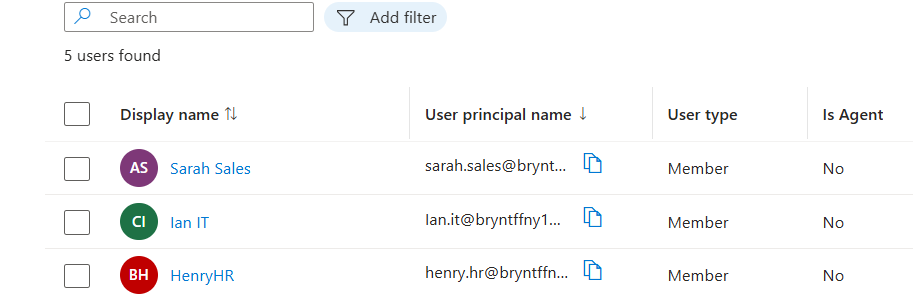 Search
Add filter
5 users found
Display name User principal name User type Is Agent
AS Sarah Sales sarah.sales@brynt... Member No
CI Ian IT Ian.it@bryntffny1... Member No
BH HenryHR henry.hr@bryntffn... Member No